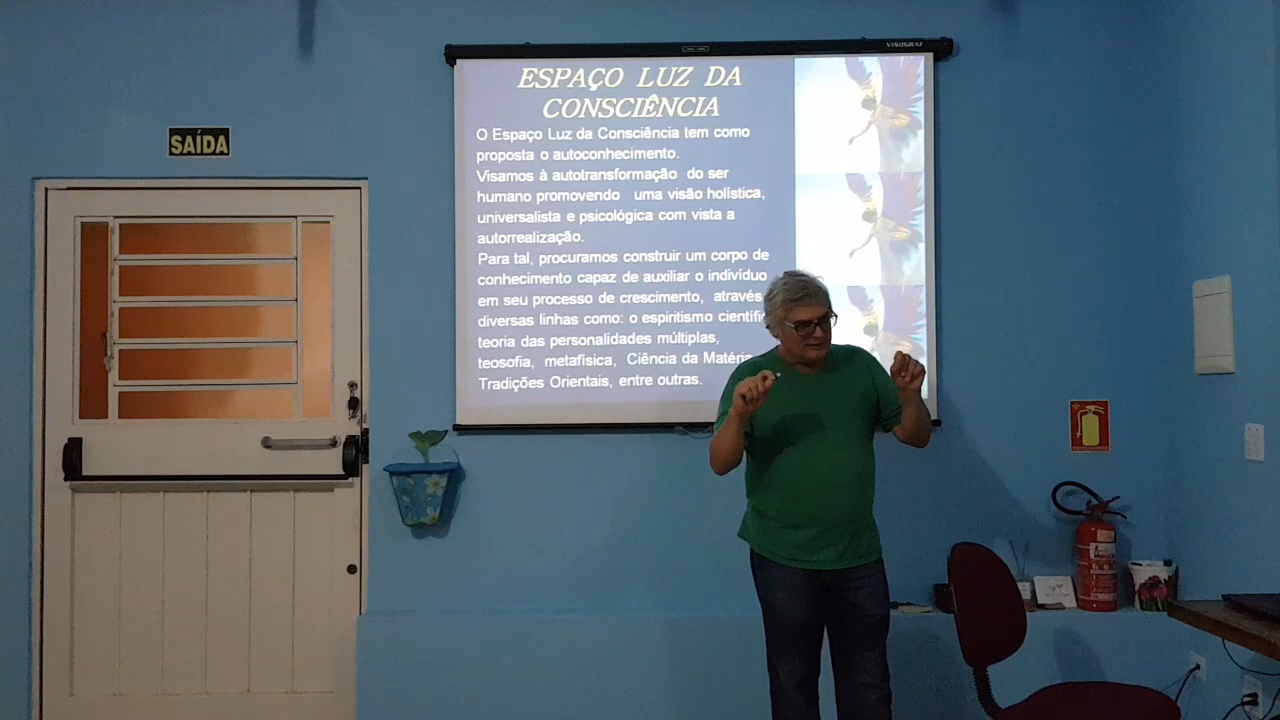 VISOGRAF
SAÍDA
ESPAÇO LUZ DA
CONSCIÊNCIA
O Espaço Luz da Consciência tem como
proposta o autoconhecimento.
Visamos à autotransformação do ser
humano promovendo uma visão holística,
universalista e psicológica com vista a
autorrealização.
Para tal, procuramos construir um corpo de
conhecimento capaz de auxiliar o indivíduo
em seu processo de crescimento, através
diversas linhas como: o espiritismo científi
teoria das personalidades múltiplas,
teosofia, metafísica, Ciência da Matéria
Tradições Orientais, entre outras.